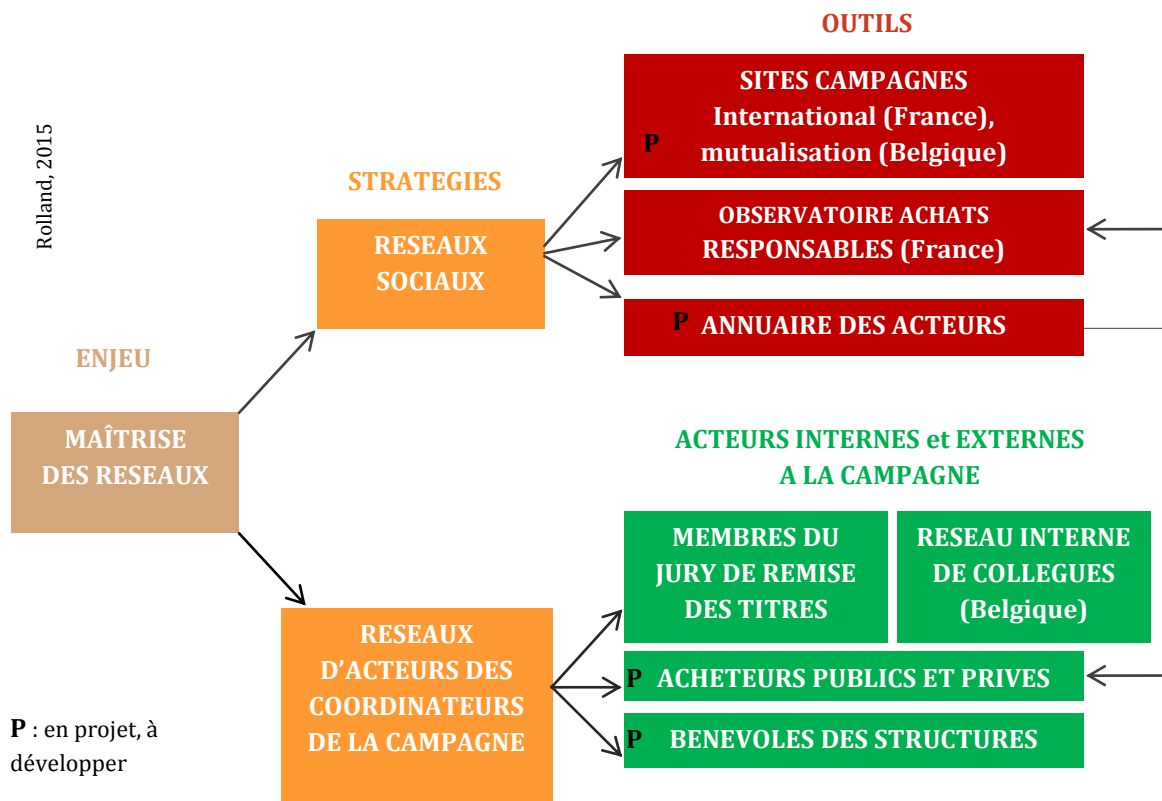 Rolland, 2015
ENJEU
MAÎTRISE
DES RESEAUX
STRATEGIES
RESEAUX
SOCIAUX
RESEAUX
D’ACTEURS DES
COORDINATEURS
DE LA CAMPAGNE
OUTILS
SITES CAMPAGNES
International (France),
P mutualisation (Belgique)
OBSERVATOIRE ACHATS
RESPONSABLES (France)
P ANNUAIRE DES ACTEURS
ACTEURS INTERNES et EXTERNES
A LA CAMPAGNE
MEMBRES DU
JURY DE REMISE
DES TITRES
RESEAU INTERNE
DE COLLEGUES
(Belgique)
P ACHETEURS PUBLICS ET PRIVES
P BENEVOLES DES STRUCTURES
P : en projet, à
développer